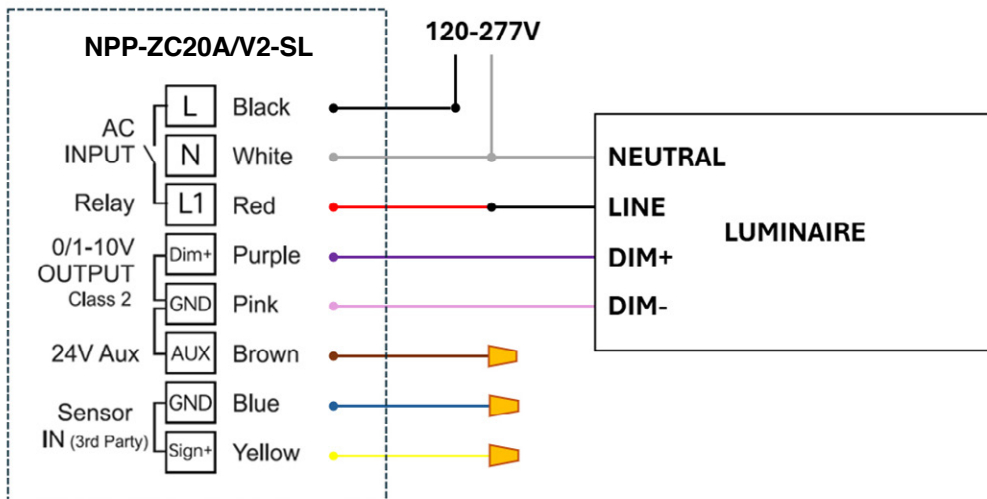 120-277V
NPP-ZC20A/V2-SL
AC
INPUT
L
Black
N
White
Relay
L1
Red
0/1-10V
OUTPUT
Class 2
Dim+
Purple
GND
Pink
24V Aux
AUX
Brown
Sensor
IN (3rd Party)
GND
Blue
Sign+
Yellow
NEUTRAL
LINE
LUMINAIRE
DIM+
DIM-